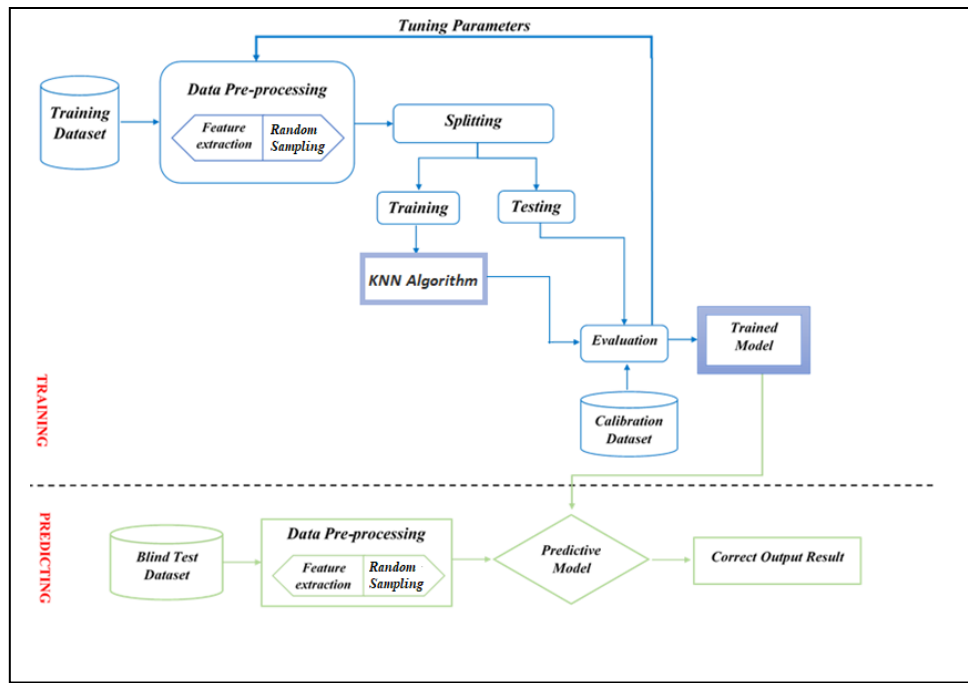 Tuning Parameters
Training
Dataset
Data Pre-processing
Feature
extraction
Random
Sampling
Splitting
Training
Testing
KNN Algorithm
Evaluation
Trained
Model
Calibration
Dataset
TRAINING
PREDICTING
Blind Test
Dataset
Data Pre-processing
Feature
extraction
Random
Sampling
Predictive
Model
Correct Output Result